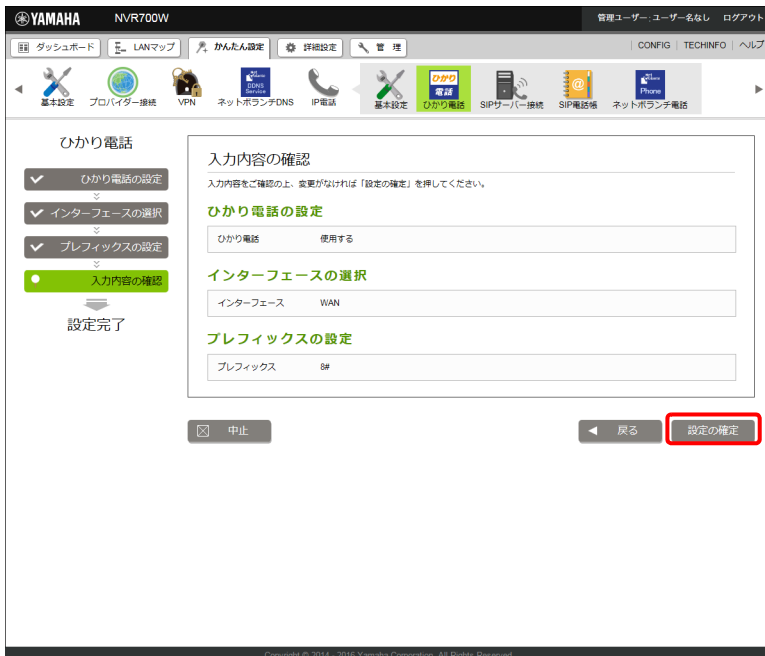 YAMAHA NVR700W 管理ユーザー:ユーザー名なし ログアウト
ダッシュボード LANマップ かんたん設定 詳細設定 管 理 CONFIG | TECHINFO | ヘルプ
基本設定 プロバイダー接続 VPN ネットボランチDNS IP電話 基本設定 ひかり電話 SIPサーバー接続 SIP電話帳 ネットボランチ電話
DDNS
Service
ひかり
電話
Phone
ひかり電話
ひかり電話の設定
インターフェースの選択
プレフィックスの設定
入力内容の確認
設定完了
入力内容の確認
入力内容をご確認の上、変更がなければ「設定の確定」を押してください。
ひかり電話の設定
ひかり電話 使用する
インターフェースの選択
インターフェース WAN
プレフィックスの設定
プレフィックス 8#
中止 戻る 設定の確定
Copyright © 2014 - 2016 Yamaha Corporation. All Rights Reserved.